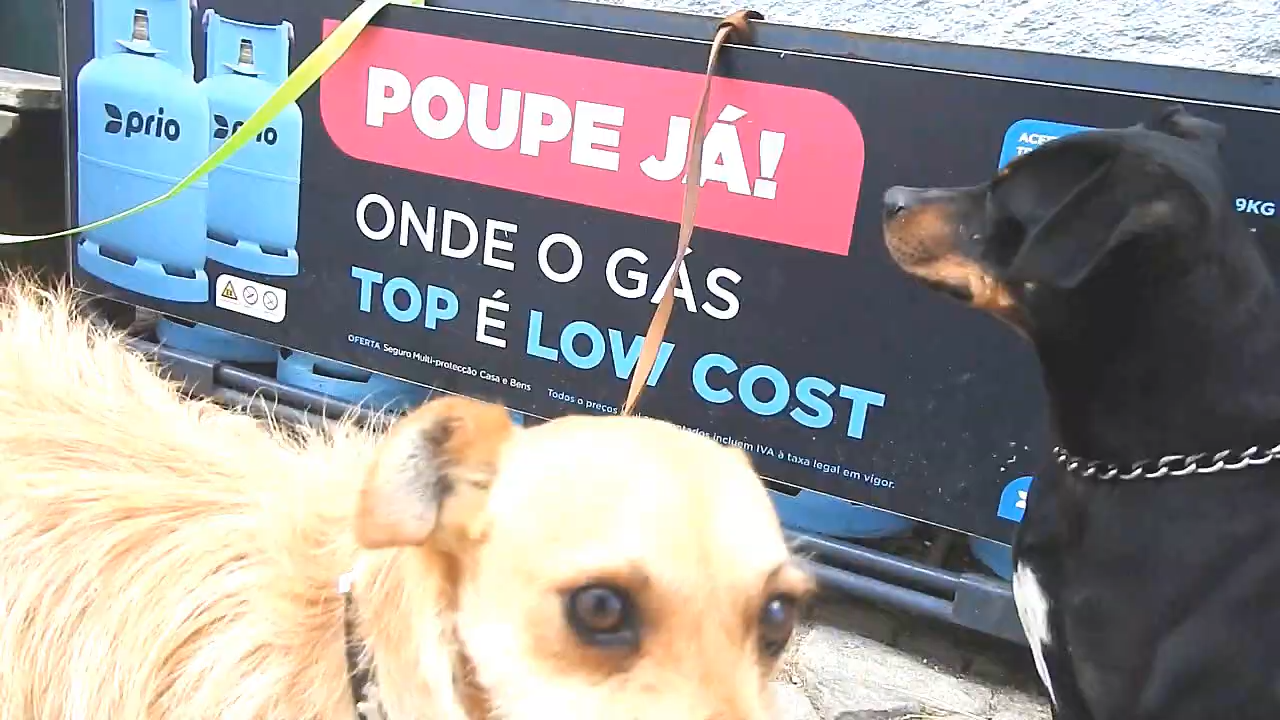 prio
prio
POUPE JÁ!
ONDE O GÁS
TOP É LOW COST
OFERTA Seguro Multi-protecção Casa e Bens
Todos o preços incluem IVA à taxa legal em vigor.
9KG